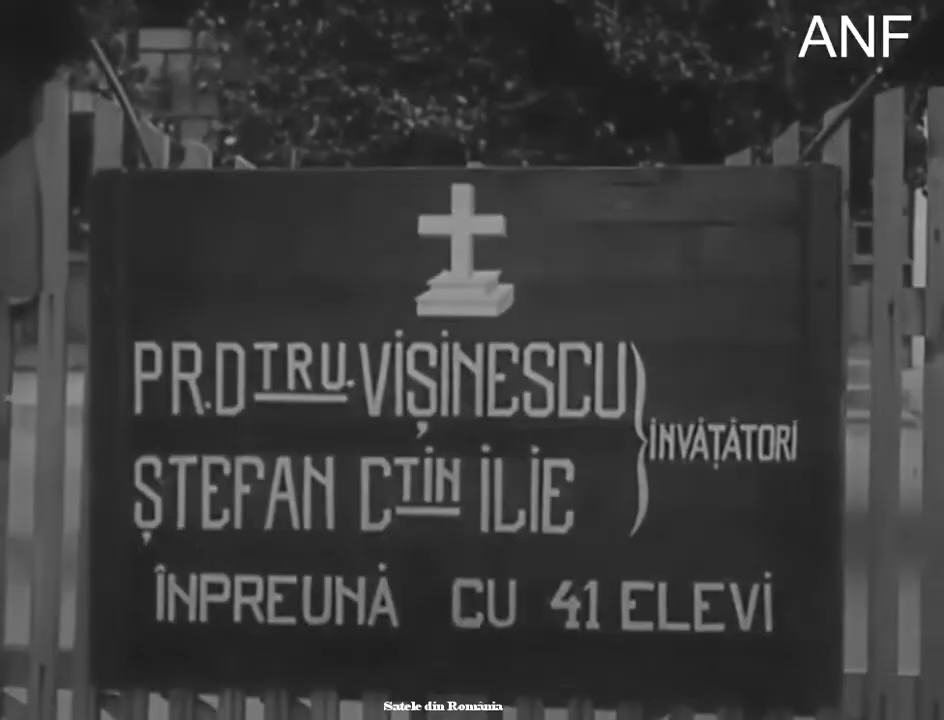 ANF
PR. DTRU. VIȘINESCU
ȘTEFAN CTIN ILIE
ÎNVĂȚĂTORI
ÎNPREUNĂ CU 41 ELEVI
Satele din România